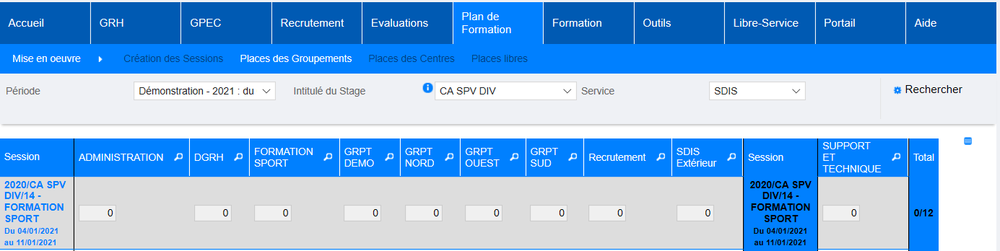 Accueil GRH GPEC Recrutement Evaluations Plan de Formation Formation Outils Libre-Service Portail Aide
Mise en oeuvre Création des Sessions Places des Groupements Places des Centres Places libres
Période Démonstration - 2021 : du Intitulé du Stage CA SPV DIV Service SDIS Rechercher
Session ADMINISTRATION DGRH FORMATION SPORT GRPT DEMO GRPT NORD GRPT OUEST GRPT SUD Recrutement SDIS Extérieur Session SUPPORT ET TECHNIQUE Total
2020/CA SPV
DIV/14 -
FORMATION
SPORT
Du 04/01/2021
au 11/01/2021
0 0 0 0 0 0 0 0 0
2020/CA SPV
DIV/14 -
FORMATION
SPORT
Du 04/01/2021
au 11/01/2021
0 0/12